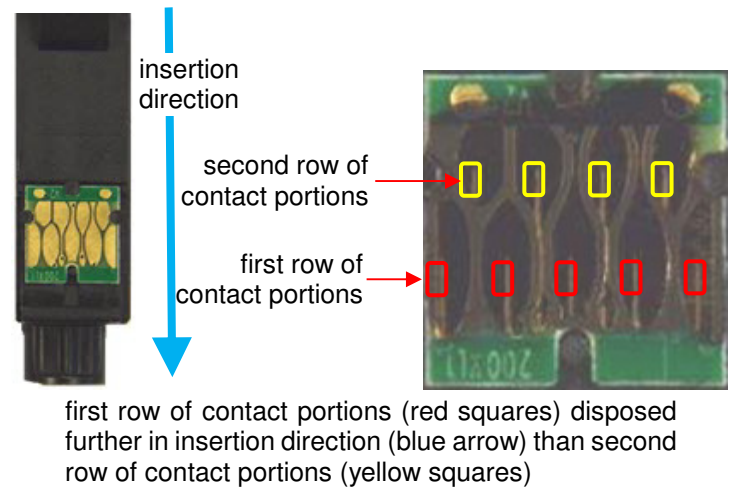 insertion
direction
second row of
contact portions
first row of
contact portions
first row of contact portions (red squares) disposed
further in insertion direction (blue arrow) than second
row of contact portions (yellow squares)